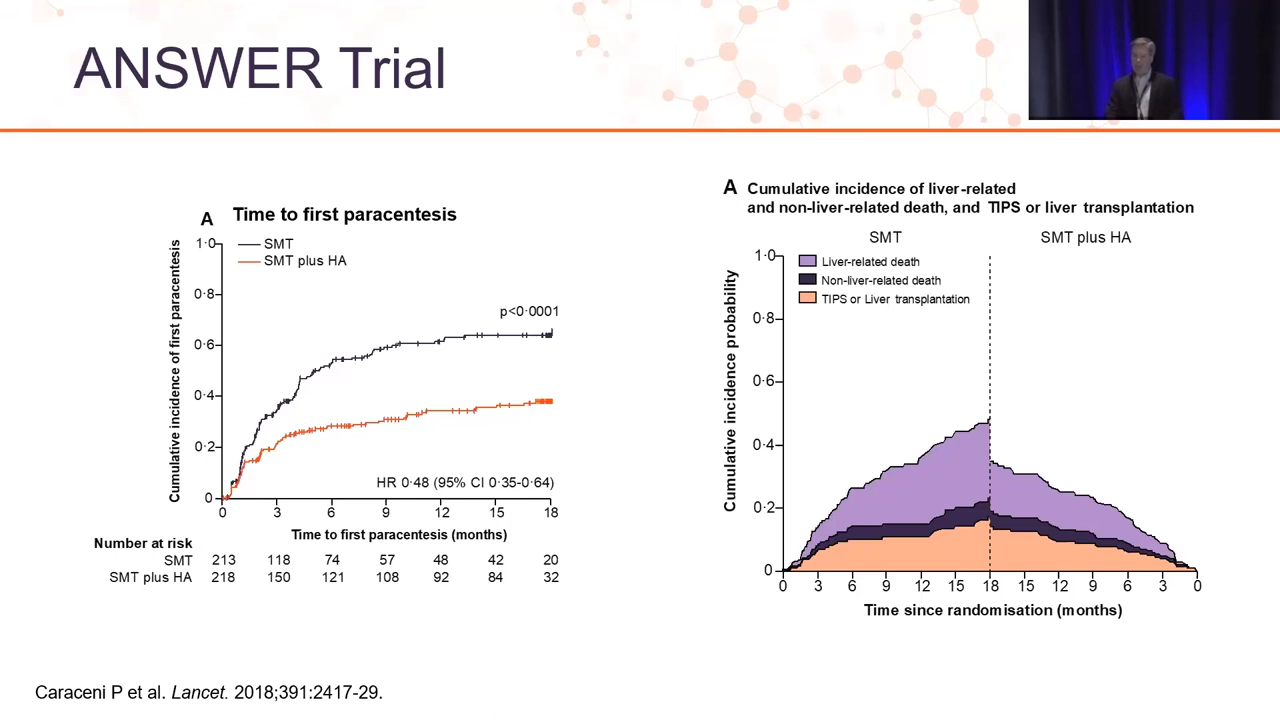 ANSWER Trial
A Time to first paracentesis
SMT
SMT plus HA
Cumulative incidence of first paracentesis
1·0
0·8
0·6
0·4
0·2
0
p<0·0001
HR 0·48 (95% CI 0·35-0·64)
0 3 6 9 12 15 18
Time to first paracentesis (months)
Number at risk
SMT 213 118 74 57 48 42 20
SMT plus HA 218 150 121 108 92 84 32
A Cumulative incidence of liver-related
and non-liver-related death, and TIPS or liver transplantation
SMT SMT plus HA
Liver-related death
Non-liver-related death
TIPS or Liver transplantation
Cumulative incidence probability
1·0
0·8
0·6
0·4
0·2
0
0 3 6 9 12 15 18 15 12 9 6 3 0
Time since randomisation (months)
Caraceni P et al. Lancet. 2018;391:2417-29.